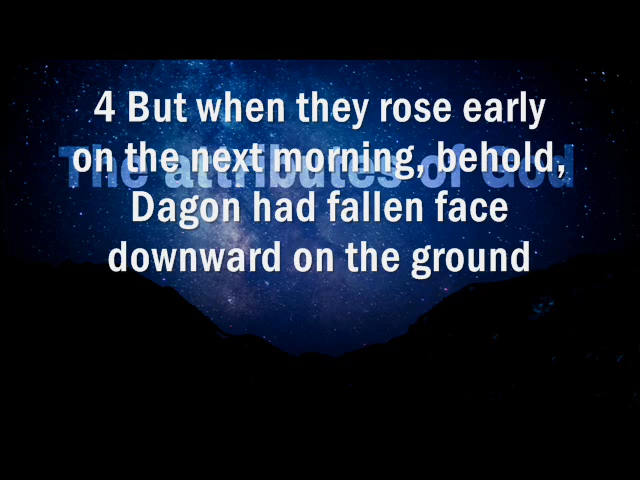 4 But when they rose early
on the next morning, behold,
The attributes of God
Dagon had fallen face
downward on the ground